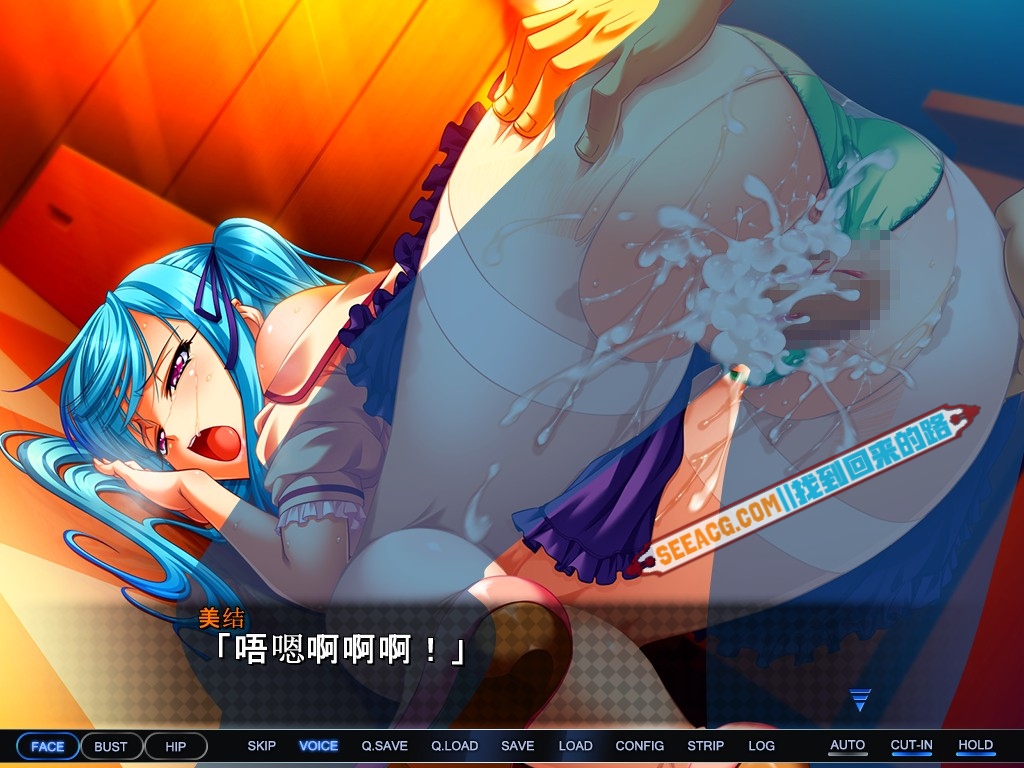 SEEACG.COM||找到回来的路
美结
「唔嗯啊啊啊！」
FACE BUST HIP SKIP VOICE Q.SAVE Q.LOAD SAVE LOAD CONFIG STRIP LOG AUTO CUT-IN HOLD